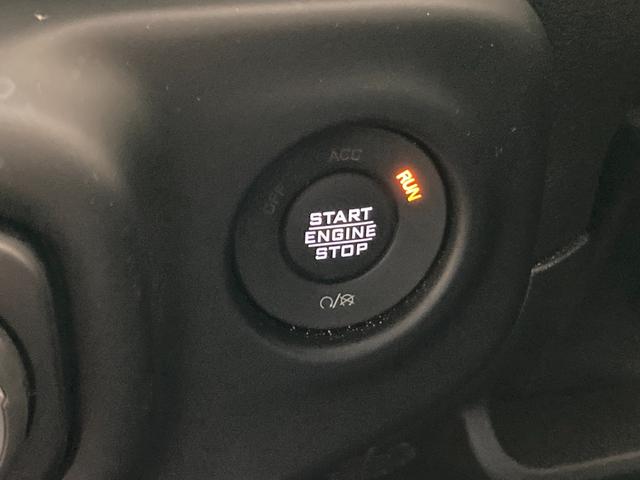 ACC
OFF
RUN
START
ENGINE
STOP